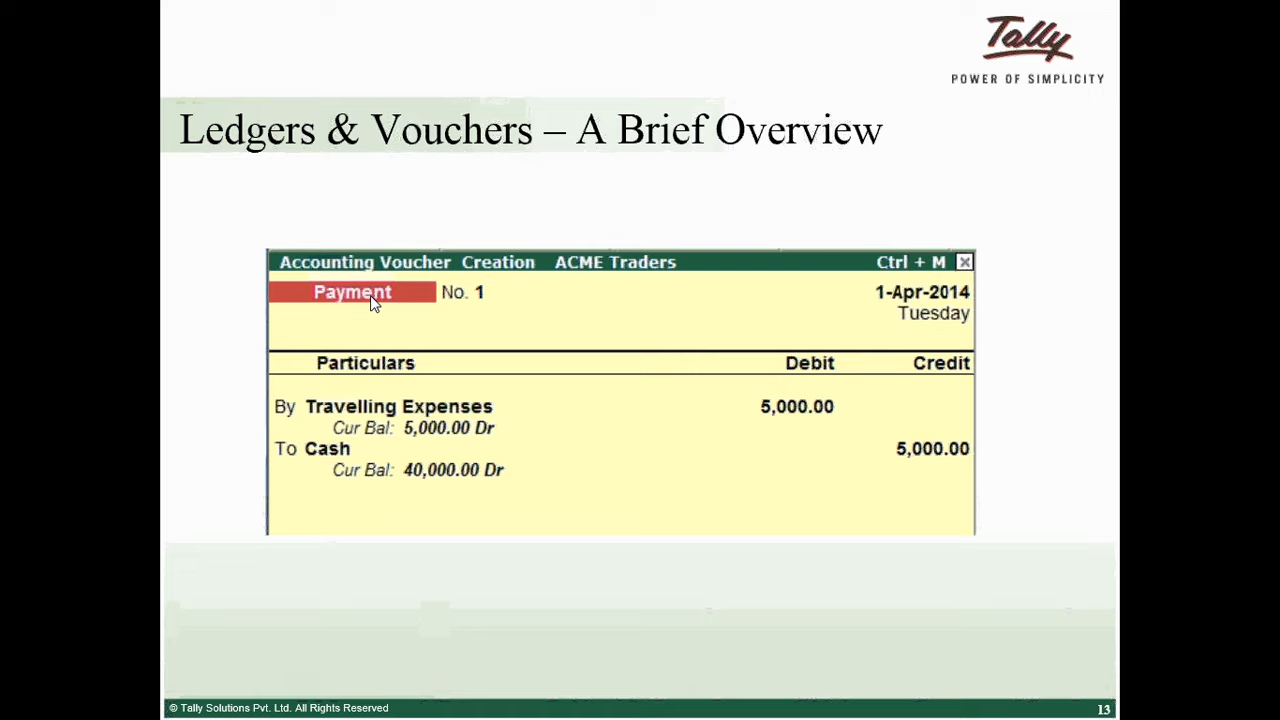 Tally
POWER OF SIMPLICITY
Ledgers & Vouchers – A Brief Overview
Accounting Voucher Creation ACME Traders Ctrl + M
Payment No. 1 1-Apr-2014
Tuesday
Particulars Debit Credit
By Travelling Expenses 5,000.00
Cur Bal: 5,000.00 Dr
To Cash 5,000.00
Cur Bal: 40,000.00 Dr
© Tally Solutions Pvt. Ltd. All Rights Reserved 13